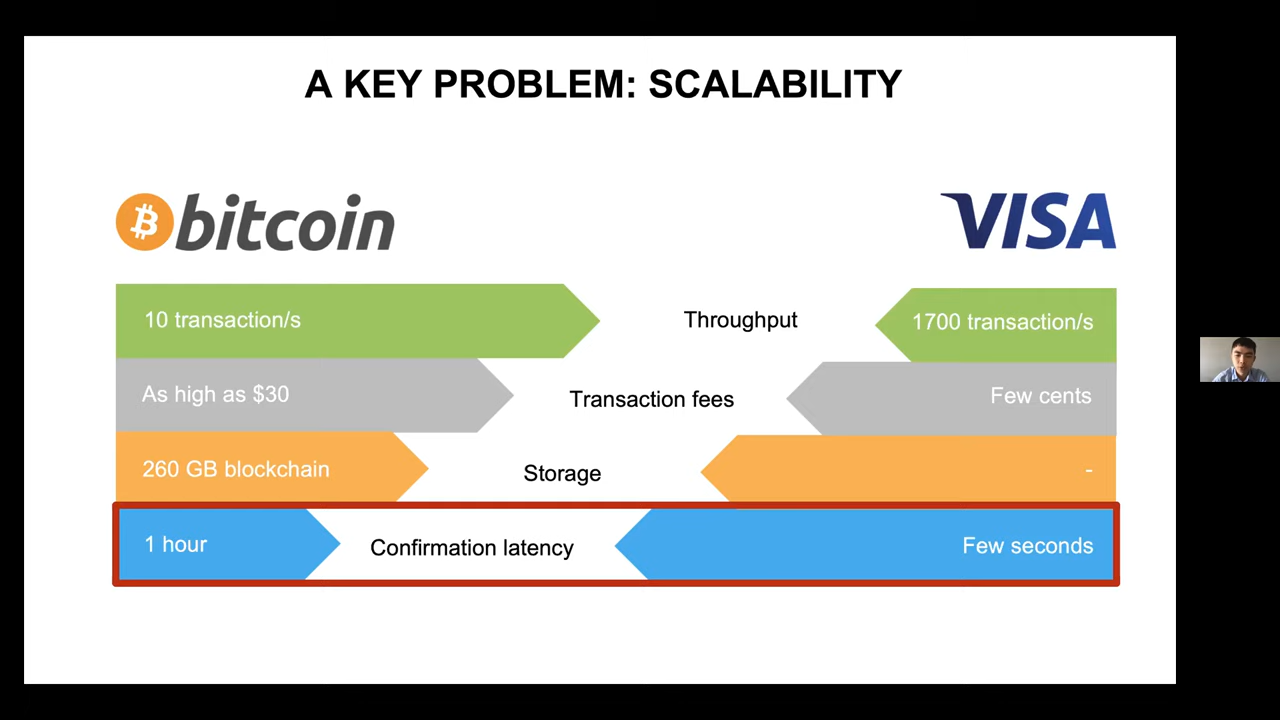 A KEY PROBLEM: SCALABILITY
bitcoin
VISA
10 transaction/s
Throughput
1700 transaction/s
As high as $30
Transaction fees
Few cents
260 GB blockchain
Storage
-
1 hour
Confirmation latency
Few seconds